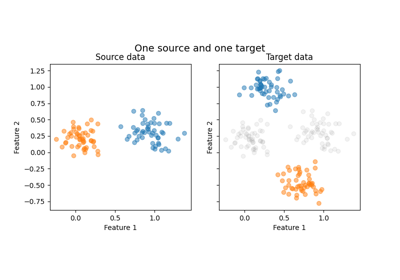 One source and one target
Source data
Target data
1.25
1.00
0.75
0.50
0.25
0.00
−0.25
−0.50
−0.75
Feature 2
Feature 2
0.0
0.5
1.0
0.0
0.5
1.0
Feature 1
Feature 1